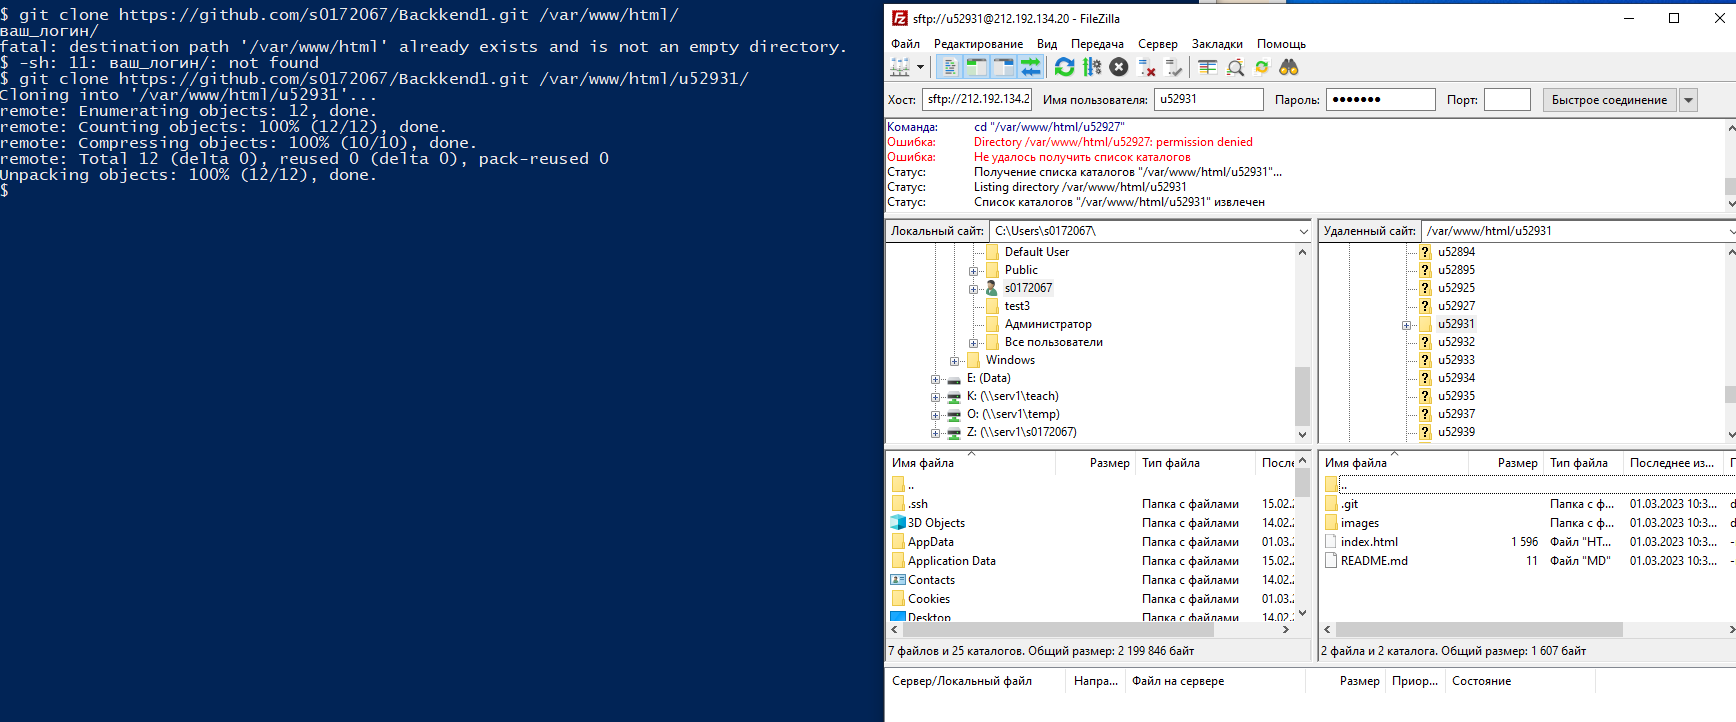 $ git clone https://github.com/s0172067/Backkend1.git /var/www/html/
ваш_логин/
fatal: destination path '/var/www/html' already exists and is not an empty directory.
$ -sh: 11: ваш_логин/: not found
$ git clone https://github.com/s0172067/Backkend1.git /var/www/html/u52931/
Cloning into '/var/www/html/u52931'...
remote: Enumerating objects: 12, done.
remote: Counting objects: 100% (12/12), done.
remote: Compressing objects: 100% (10/10), done.
remote: Total 12 (delta 0), reused 0 (delta 0), pack-reused 0
Unpacking objects: 100% (12/12), done.
$
sftp://u52931@212.192.134.20 - FileZilla
Файл Редактирование Вид Передача Сервер Закладки Помощь
Хост: sftp://212.192.134.2 Имя пользователя: u52931 Пароль: ●●●●●●● Порт: Быстрое соединение
Команда: cd "/var/www/html/u52927"
Ошибка: Directory /var/www/html/u52927: permission denied
Ошибка: Не удалось получить список каталогов
Статус: Получение списка каталогов "/var/www/html/u52931"...
Статус: Listing directory /var/www/html/u52931
Статус: Список каталогов "/var/www/html/u52931" извлечен
Локальный сайт: C:\Users\s0172067\
Default User
Public
s0172067
test3
Администратор
Все пользователи
Windows
E: (Data)
K: (\\serv1\teach)
O: (\\serv1\temp)
Z: (\\serv1\s0172067)
Удаленный сайт: /var/www/html/u52931
u52894
u52895
u52925
u52927
u52931
u52932
u52933
u52934
u52935
u52937
u52939
Имя файла Размер Тип файла После
..
.ssh Папка с файлами 15.02.
3D Objects Папка с файлами 14.02.
AppData Папка с файлами 01.03.
Application Data Папка с файлами 15.02.
Contacts Папка с файлами 14.02.
Cookies Папка с файлами 01.03.
Desktop Папка с файлами 14.02.
7 файлов и 25 каталогов. Общий размер: 2 199 846 байт
Имя файла Размер Тип файла Последнее из... П
..
.git Папка с ф... 01.03.2023 10:3... d
images Папка с ф... 01.03.2023 10:3... d
index.html 1 596 Файл "HT... 01.03.2023 10:3... -
README.md 11 Файл "MD" 01.03.2023 10:3... -
2 файла и 2 каталога. Общий размер: 1 607 байт
Сервер/Локальный файл Напра... Файл на сервере Размер Приор... Состояние